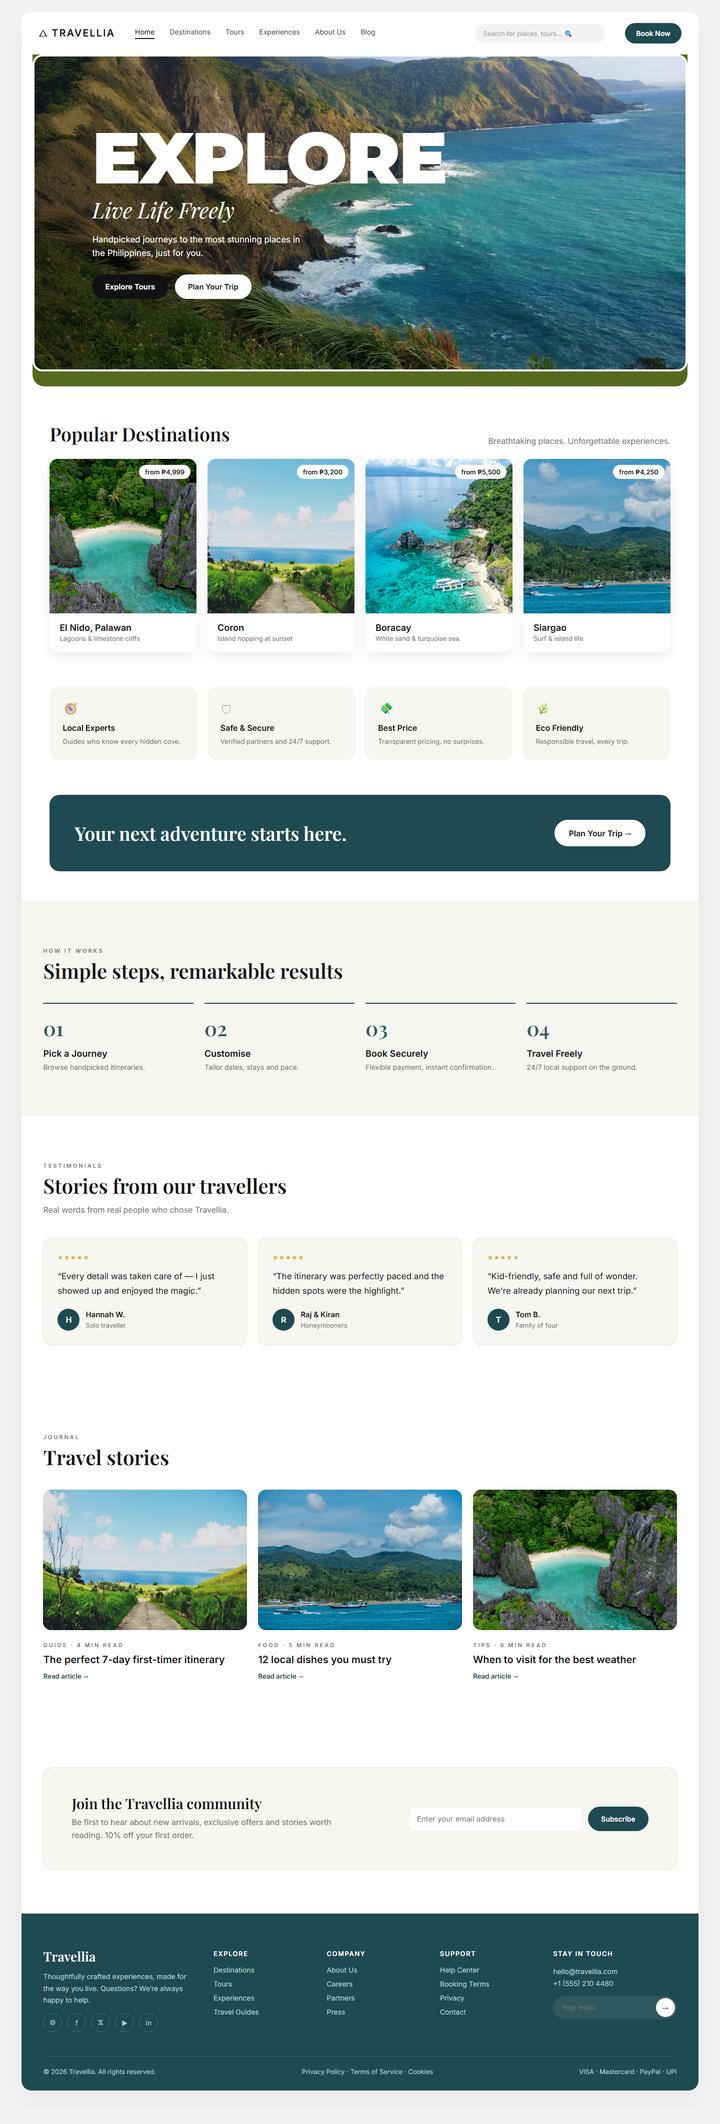 TRAVELLIA Home Destinations Tours Experiences About Us Blog Search for places, tours... Book Now
EXPLORE
Live Life Freely
Handpicked journeys to the most stunning places in
the Philippines, just for you.
Explore Tours Plan Your Trip
Popular Destinations
Breathtaking places. Unforgettable experiences.
from ₱4,999 from ₱3,200 from ₱5,500 from ₱4,250
El Nido, Palawan Coron Boracay Siargao
Lagoons & limestone cliffs Island hopping at sunset White sand & turquoise sea Surf & island life
Local Experts Safe & Secure Best Price Eco Friendly
Guides who know every hidden cove. Verified partners and 24/7 support. Transparent pricing, no surprises. Responsible travel, every trip.
Your next adventure starts here. Plan Your Trip →
HOW IT WORKS
Simple steps, remarkable results
01 02 03 04
Pick a Journey Customise Book Securely Travel Freely
Browse handpicked itineraries. Tailor dates, stays and pace. Flexible payment, instant confirmation. 24/7 local support on the ground.
TESTIMONIALS
Stories from our travellers
Real words from real people who chose Travellia.
★★★★★ ★★★★★ ★★★★★
“Every detail was taken care of — I just
showed up and enjoyed the magic.”
H Hannah W.
Solo traveller
“The itinerary was perfectly paced and the
hidden spots were the highlight.”
R Raj & Kiran
Honeymooners
“Kid-friendly, safe and full of wonder.
We're already planning our next trip.”
T Tom B.
Family of four
JOURNAL
Travel stories
GUIDE · 4 MIN READ FOOD · 5 MIN READ TIPS · 6 MIN READ
The perfect 7-day first-timer itinerary 12 local dishes you must try When to visit for the best weather
Read article → Read article → Read article →
Join the Travellia community
Be first to hear about new arrivals, exclusive offers and stories worth
reading. 10% off your first order.
Enter your email address Subscribe
Travellia
Thoughtfully crafted experiences, made for
the way you live. Questions? We're always
happy to help.
f 𝕏 ▶ in
EXPLORE
Destinations
Tours
Experiences
Travel Guides
COMPANY
About Us
Careers
Partners
Press
SUPPORT
Help Center
Booking Terms
Privacy
Contact
STAY IN TOUCH
hello@travellia.com
+1 (555) 210 4480
Your email →
© 2026 Travellia. All rights reserved. Privacy Policy · Terms of Service · Cookies VISA · Mastercard · PayPal · UPI